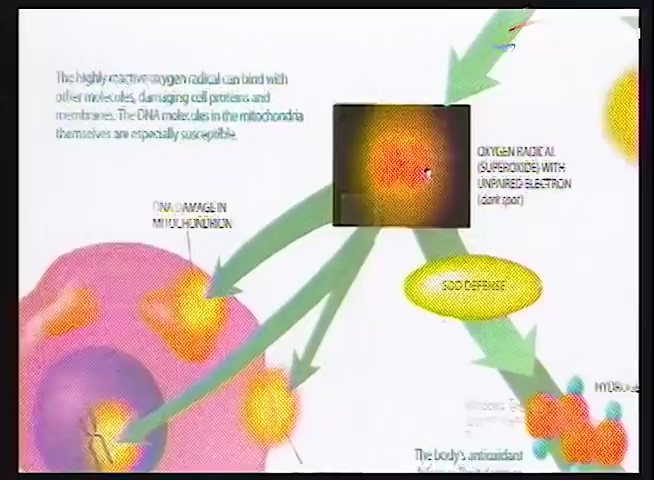 The highly reactive oxygen radical can bind with
other molecules, damaging cell proteins and
membranes. The DNA molecules in the mitochondria
themselves are especially susceptible.
OXYGEN RADICAL
(SUPEROXIDE) WITH
UNPAIRED ELECTRON
(dark spot)
DNA DAMAGE IN
MITOCHONDRION
SOD DEFENSE
HYDROGE
The body's antioxidant